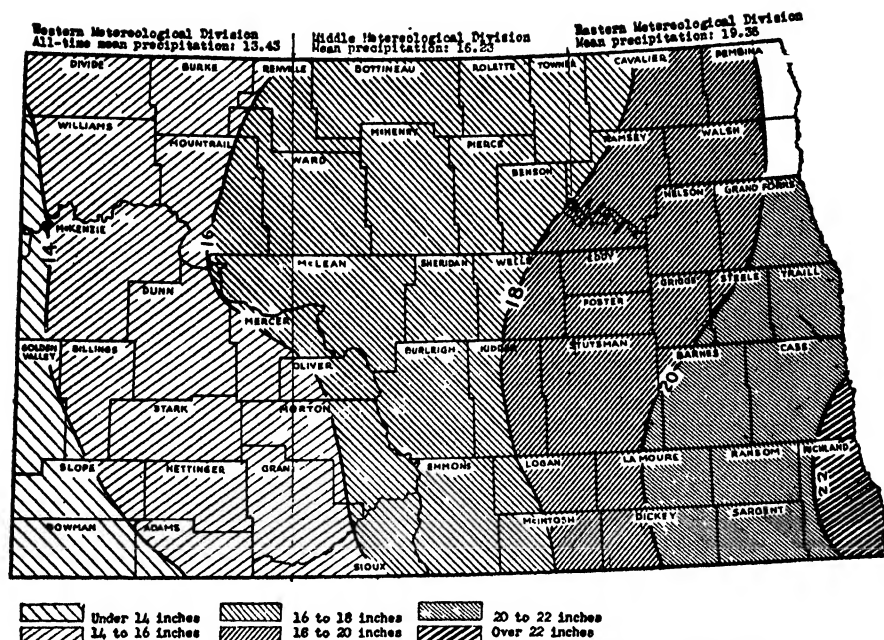 Western Metereological Division
All-time mean precipitation: 13.43
Middle Metereological Division
Mean precipitation: 16.23
Eastern Metereological Division
Mean precipitation: 19.36
DIVIDE BURKE RENVILLE BOTTINEAU ROLETTE TOWNER CAVALIER PEMBINA
WILLIAMS MOUNTRAIL WARD McHENRY PIERCE BENSON RAMSEY WALSH
McKENZIE NELSON GRAND FORKS
14 16 18
DUNN McLEAN SHERIDAN WELLS EDDY FOSTER GRIGGS STEELE TRAILL
MERCER
GOLDEN VALLEY BILLINGS OLIVER BURLEIGH KIDDER STUTSMAN BARNES CASS
20
STARK MORTON
SLOPE HETTINGER GRAN EMMONS LOGAN LA MOURE RANSOM RICHLAND
22
BOWMAN ADAMS SIOUX McINTOSH DICKEY SARGENT
Under 14 inches
16 to 18 inches
20 to 22 inches
14 to 16 inches
18 to 20 inches
Over 22 inches